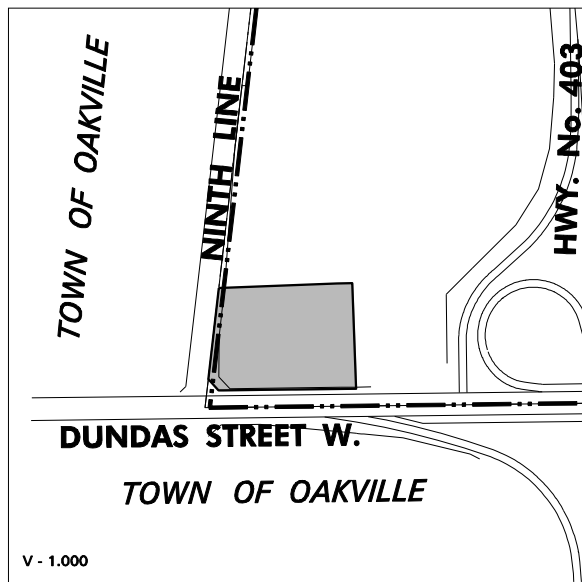 TOWN OF OAKVILLE
NINTH LINE
HWY. No. 403
DUNDAS STREET W.
TOWN OF OAKVILLE
V - 1.000